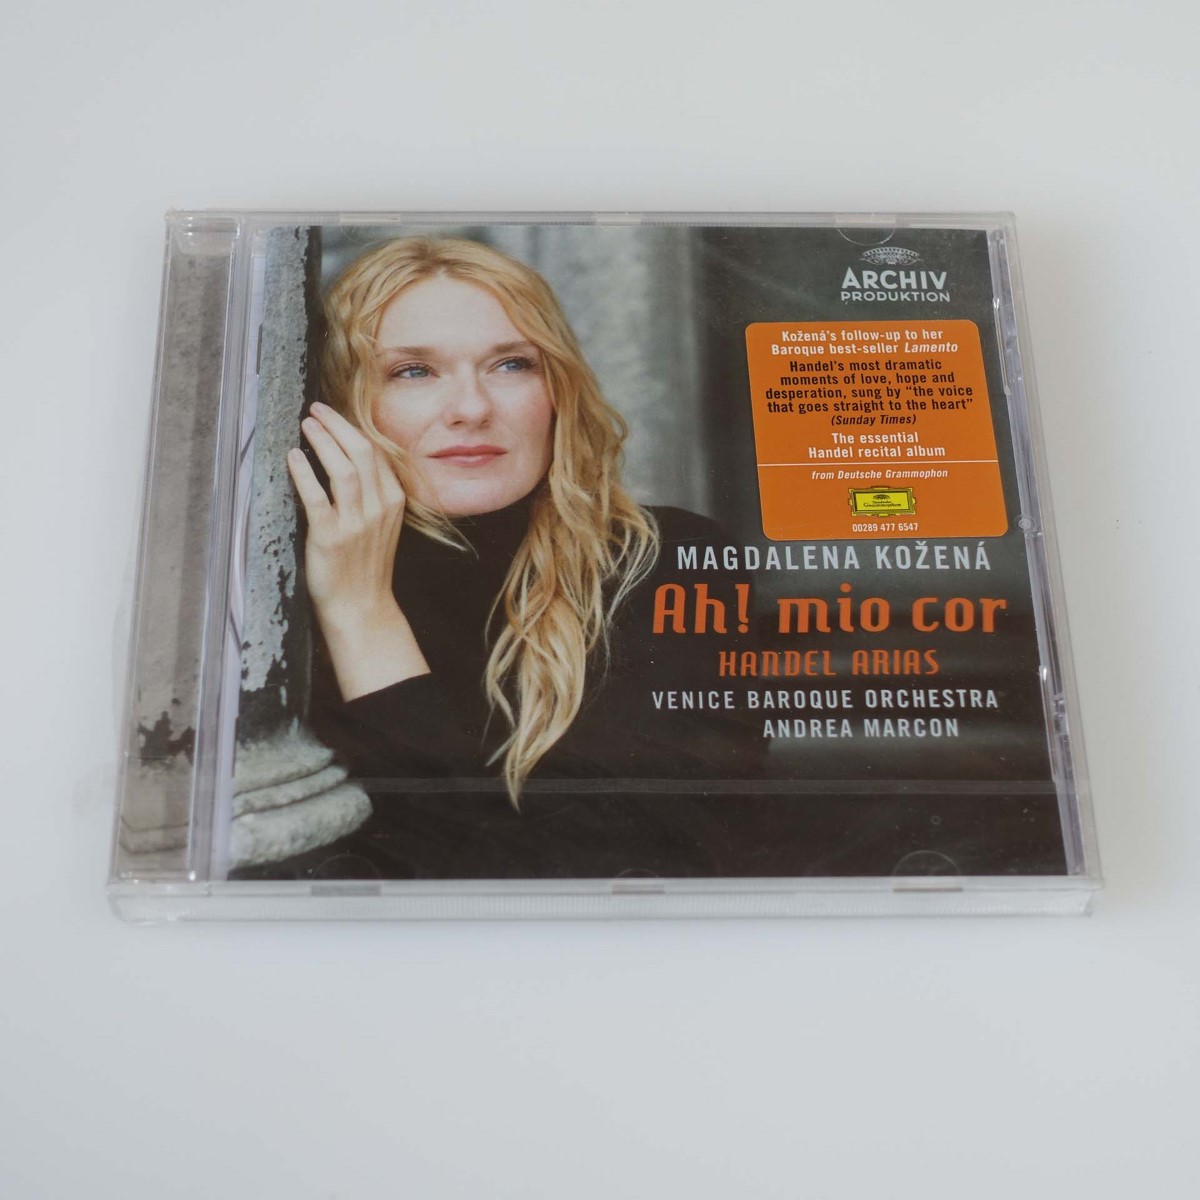 ARCHIV
PRODUKTION
Kožená's follow-up to her
Baroque best-seller Lamento
Handel's most dramatic
moments of love, hope and
desperation, sung by "the voice
that goes straight to the heart"
(Sunday Times)
The essential
Handel recital album
from Deutsche Grammophon
Deutsche
Grammophon
00289 477 6547
MAGDALENA KOŽENÁ
Ah! mio cor
HANDEL ARIAS
VENICE BAROQUE ORCHESTRA
ANDREA MARCON